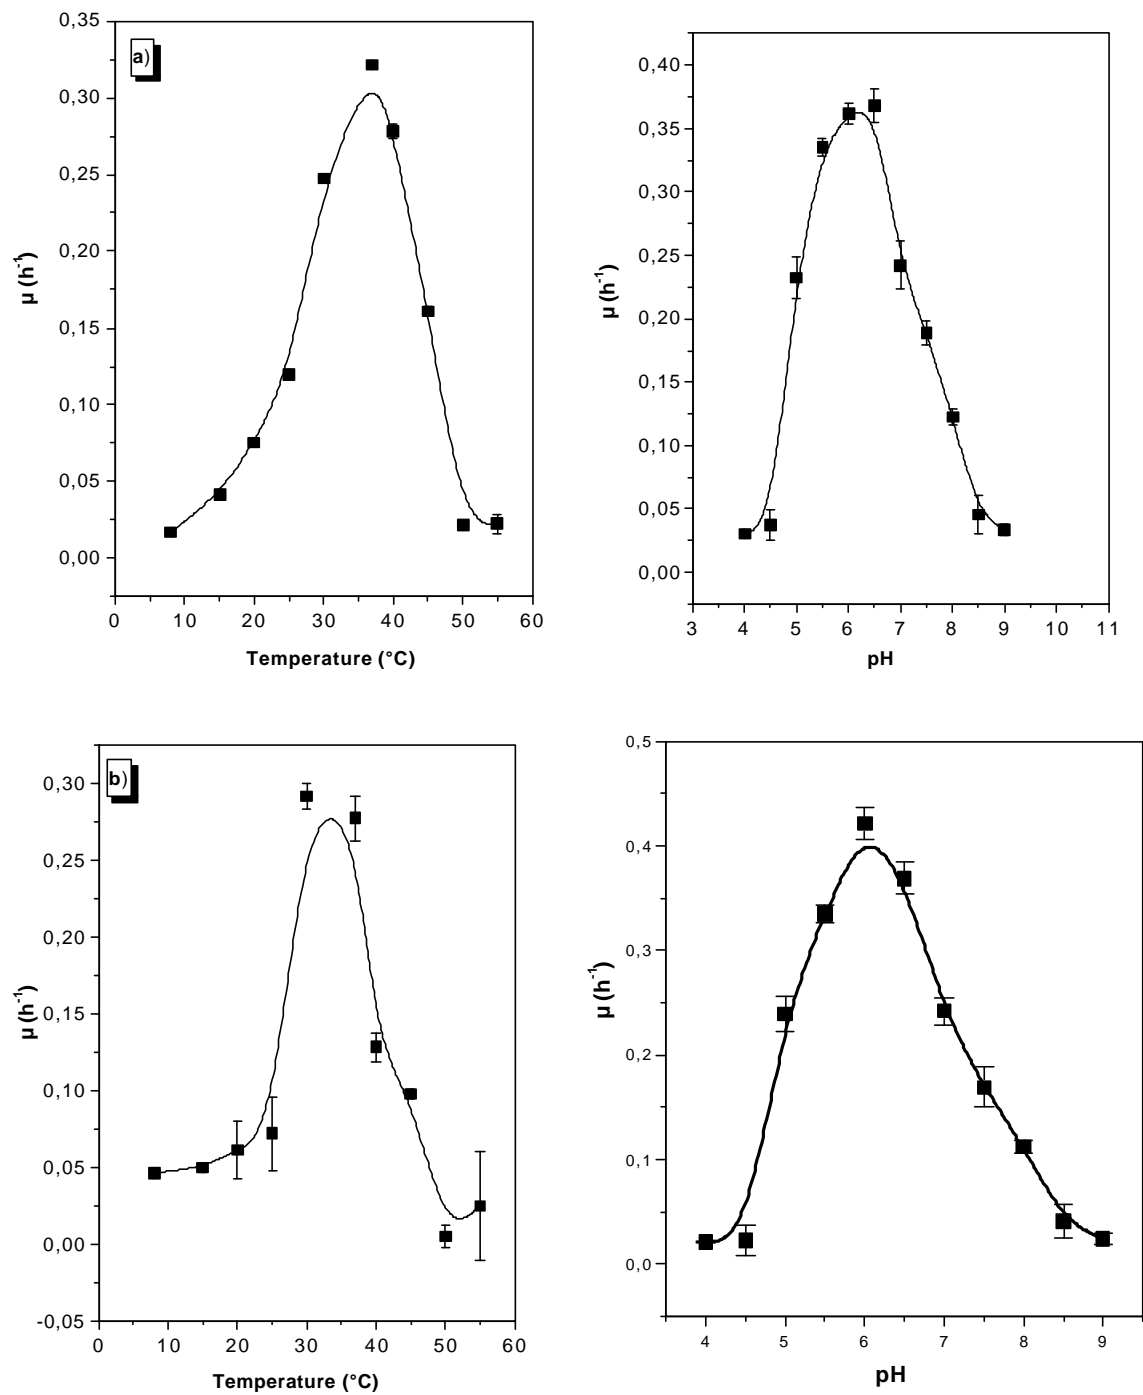 a)
0,35
0,30
0,25
0,20
0,15
0,10
0,05
0,00
µ (h⁻¹)
0 10 20 30 40 50 60
Temperature (°C)
0,40
0,35
0,30
0,25
0,20
0,15
0,10
0,05
0,00
µ (h⁻¹)
3 4 5 6 7 8 9 10 11
pH
b)
0,30
0,25
0,20
0,15
0,10
0,05
0,00
-0,05
µ (h⁻¹)
0 10 20 30 40 50 60
Temperature (°C)
0,5
0,4
0,3
0,2
0,1
0,0
µ (h⁻¹)
4 5 6 7 8 9
pH